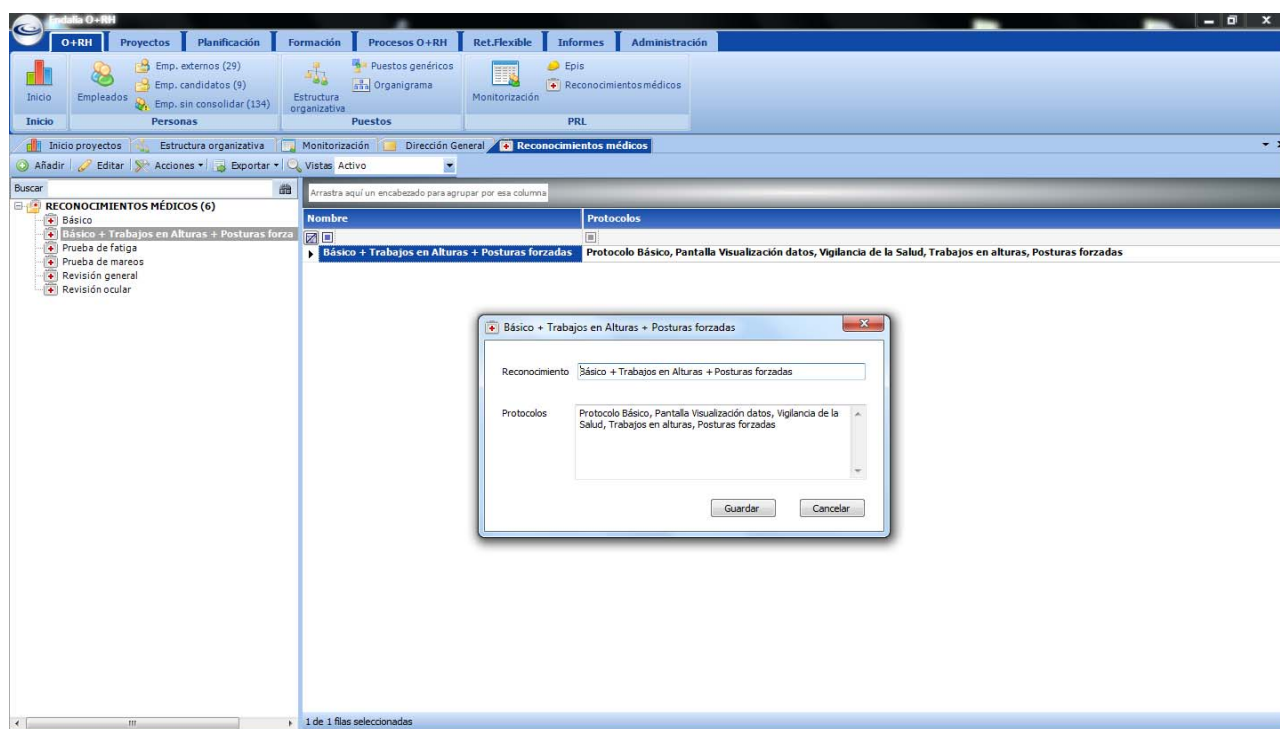 Endalia O+RH
O+RH Proyectos Planificación Formación Procesos O+RH Ret.Flexible Informes Administración
Inicio
Empleados
Emp. externos (29)
Emp. candidatos (9)
Emp. sin consolidar (134)
Estructura
organizativa
Puestos genéricos
Organigrama
Monitorización
Epis
Reconocimientos médicos
Inicio Personas Puestos PRL
Inicio proyectos Estructura organizativa Monitorización Dirección General Reconocimientos médicos
Añadir Editar Acciones Exportar Vistas Activo
Buscar
RECONOCIMIENTOS MÉDICOS (6)
Básico
Básico + Trabajos en Alturas + Posturas forza
Prueba de fatiga
Prueba de mareos
Revisión general
Revisión ocular
Arrastra aquí un encabezado para agrupar por esa columna
Nombre Protocolos
Básico + Trabajos en Alturas + Posturas forzadas Protocolo Básico, Pantalla Visualización datos, Vigilancia de la Salud, Trabajos en alturas, Posturas forzadas
Básico + Trabajos en Alturas + Posturas forzadas
Reconocimiento Básico + Trabajos en Alturas + Posturas forzadas
Protocolos Protocolo Básico, Pantalla Visualización datos, Vigilancia de la
Salud, Trabajos en alturas, Posturas forzadas
Guardar Cancelar
1 de 1 filas seleccionadas